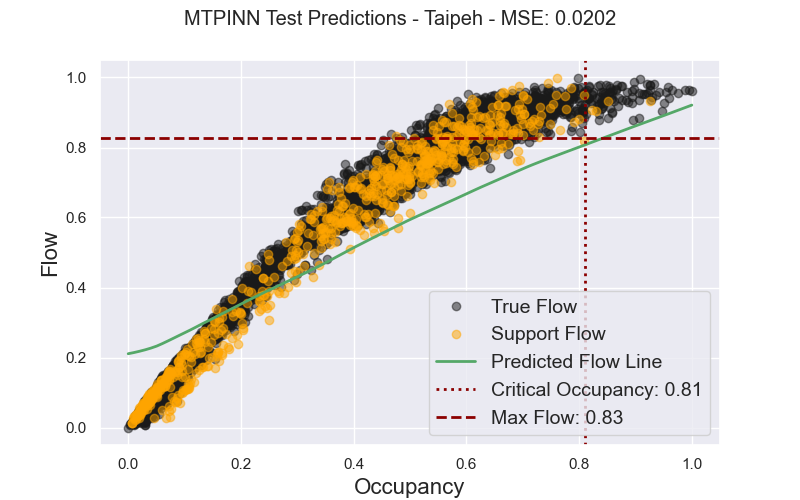 MTPINN Test Predictions - Taipeh - MSE: 0.0202
1.0
0.8
0.6
0.4
0.2
0.0
Flow
True Flow
Support Flow
Predicted Flow Line
Critical Occupancy: 0.81
Max Flow: 0.83
0.0 0.2 0.4 0.6 0.8 1.0
Occupancy